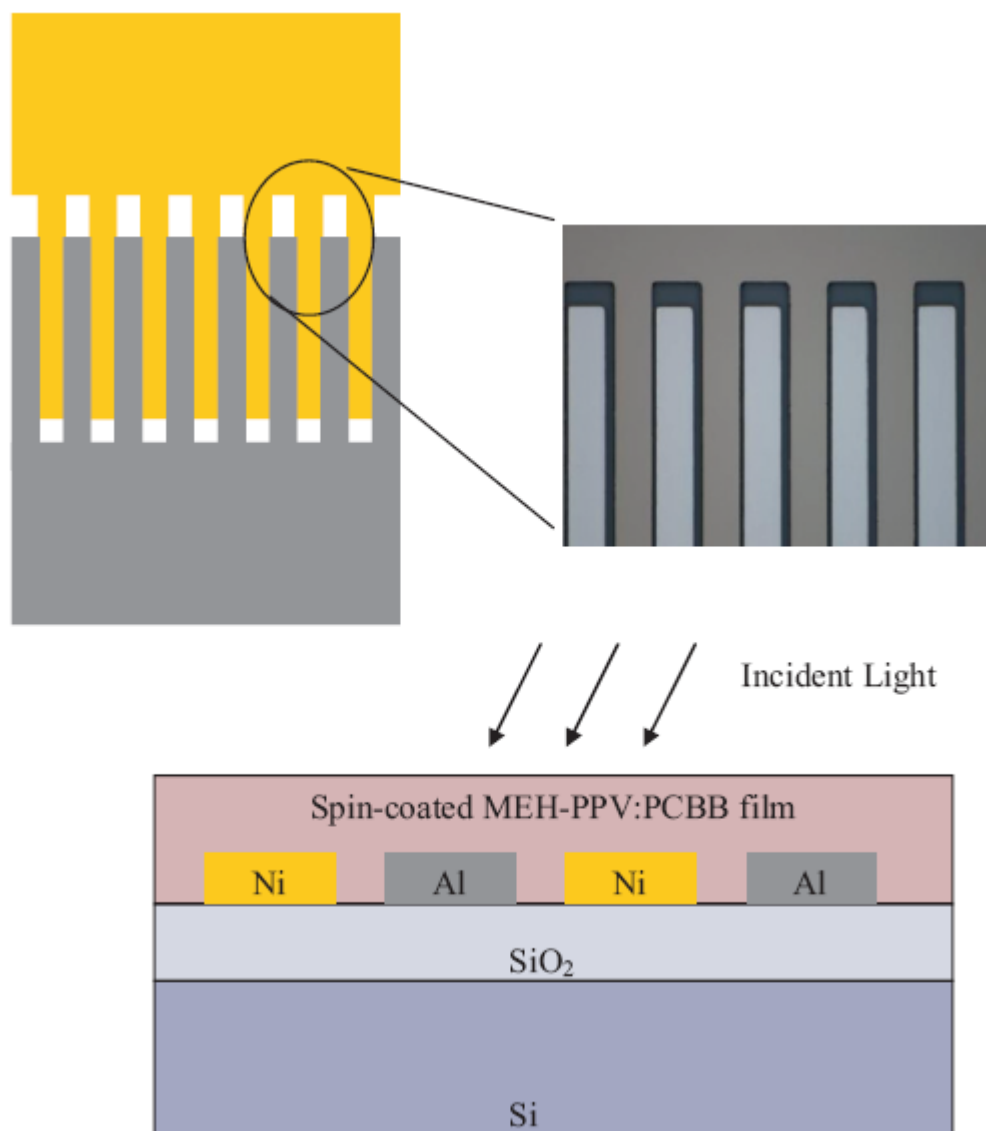 Incident Light
Spin-coated MEH-PPV:PCBB film
Ni Al Ni Al
SiO₂
Si